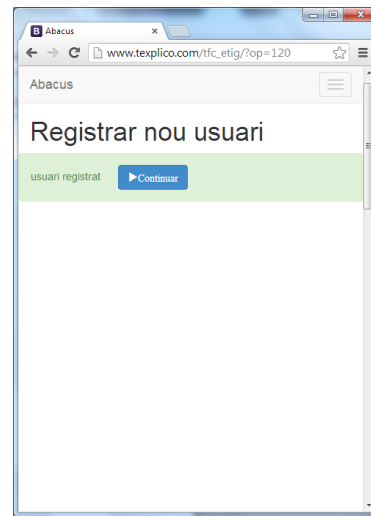 B Abacus
www.texplico.com/tfc_etig/?op=120
Abacus
Registrar nou usuari
usuari registrat
Continuar